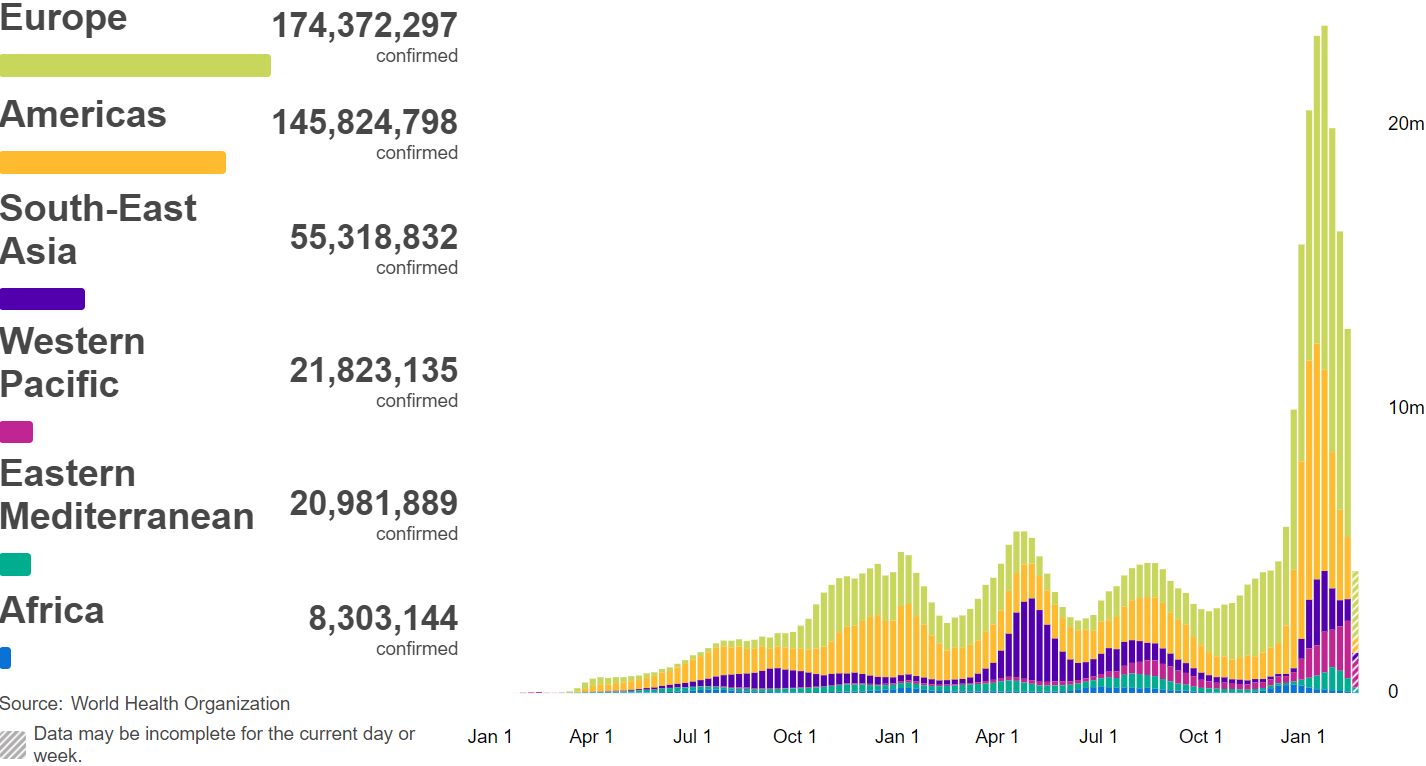 Europe
174,372,297
confirmed
Americas
145,824,798
confirmed
South-East
Asia
55,318,832
confirmed
Western
Pacific
21,823,135
confirmed
Eastern
Mediterranean
20,981,889
confirmed
Africa
8,303,144
confirmed
Source: World Health Organization
Data may be incomplete for the current day or
week.
20m
10m
0
Jan 1 Apr 1 Jul 1 Oct 1 Jan 1 Apr 1 Jul 1 Oct 1 Jan 1